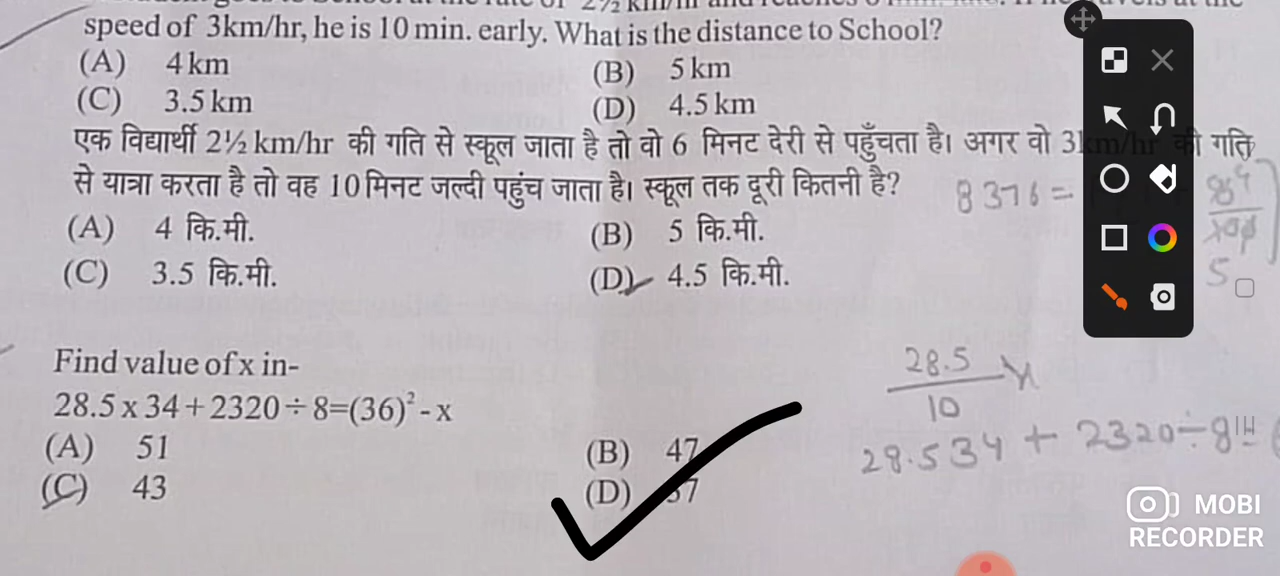 speed of 3km/hr, he is 10 min. early. What is the distance to School?
(A) 4 km (B) 5 km
(C) 3.5 km (D) 4.5 km
एक विद्यार्थी 2½ km/hr की गति से स्कूल जाता है तो वो 6 मिनट देरी से पहुँचता है। अगर वो 3km/hr की गति
से यात्रा करता है तो वह 10 मिनट जल्दी पहुंच जाता है। स्कूल तक दूरी कितनी है?
8376=
(A) 4 कि.मी. (B) 5 कि.मी.
(C) 3.5 कि.मी. (D) 4.5 कि.मी.
5
Find value of x in-
28.5 x 34 + 2320 ÷ 8=(36)² - x
(A) 51 (B) 47
(C) 43 (D) 37
28.5
10
28.534 + 2320÷8
MOBI
RECORDER